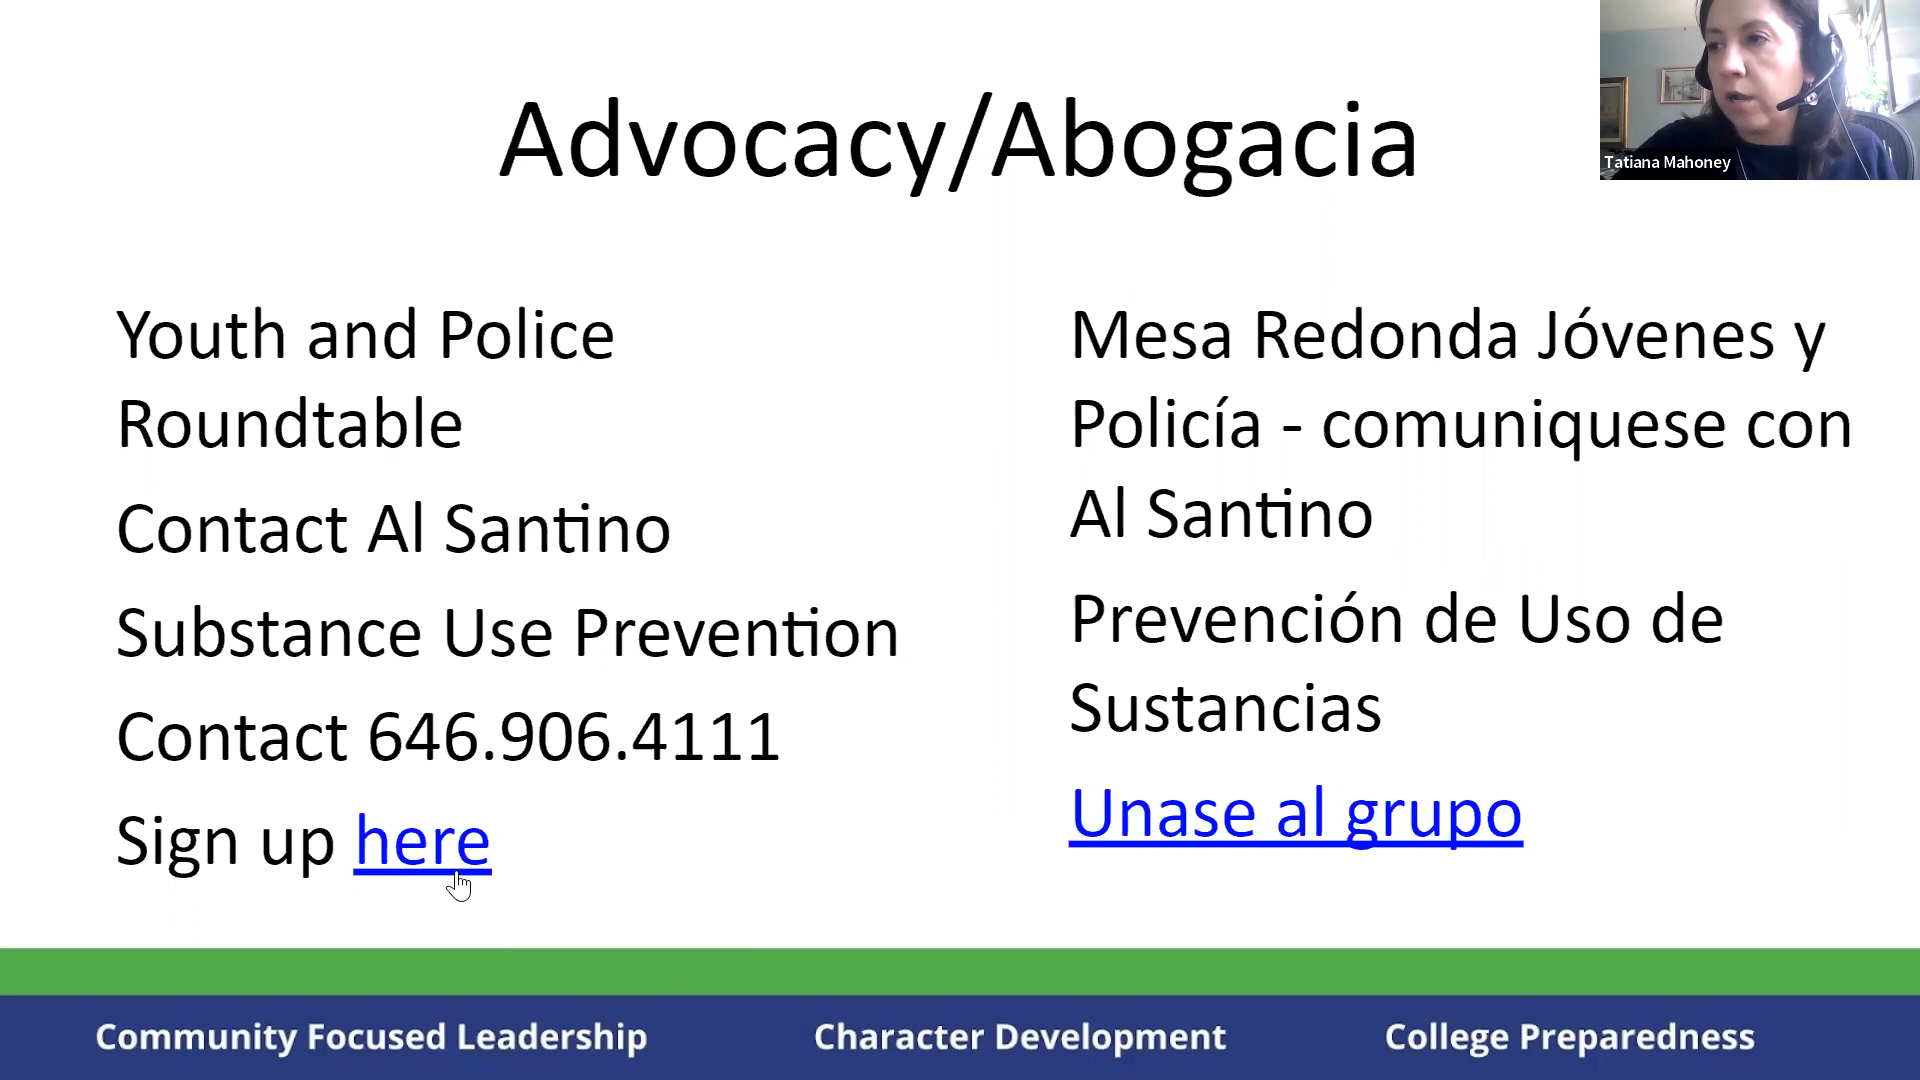 Advocacy/Abogacia
Tatiana Mahoney
Youth and Police
Roundtable
Contact Al Santino
Substance Use Prevention
Contact 646.906.4111
Sign up here
Mesa Redonda Jóvenes y
Policía - comuniquese con
Al Santino
Prevención de Uso de
Sustancias
Unase al grupo
Community Focused Leadership
Character Development
College Preparedness